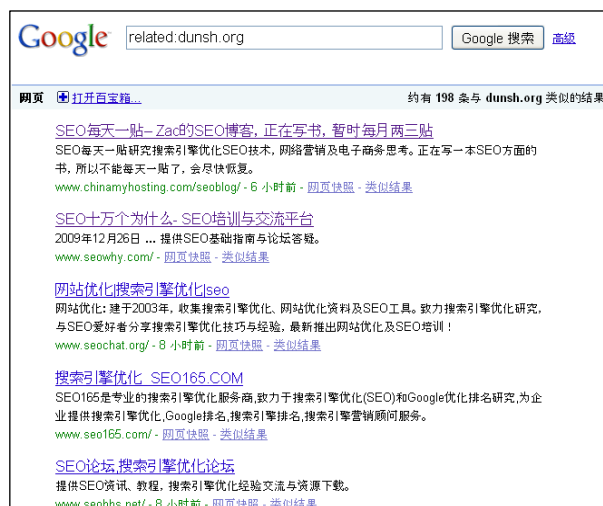 Google
related:dunsh.org
Google 搜索
高级
网页
打开百宝箱...
约有 198 条与 dunsh.org 类似的结果
SEO每天一贴– Zac的SEO博客, 正在写书, 暂时每月两三贴
SEO每天一贴研究搜索引擎优化SEO技术，网络营销及电子商务思考。正在写一本SEO方面的
书，所以不能每天一贴了，会尽快恢复。
www.chinamyhosting.com/seoblog/ - 6 小时前 - 网页快照 - 类似结果
SEO十万个为什么- SEO培训与交流平台
2009年12月26日 ... 提供SEO基础指南与论坛答疑。
www.seowhy.com/ - 网页快照 - 类似结果
网站优化|搜索引擎优化|seo
网站优化: 建于2003年，收集搜索引擎优化、网站优化资料及SEO工具。致力搜索引擎优化研究,
与SEO爱好者分享搜索引擎优化技巧与经验，最新推出网站优化及SEO培训！
www.seochat.org/ - 8 小时前 - 网页快照 - 类似结果
搜索引擎优化_SEO165.COM
SEO165是专业的搜索引擎优化服务商,致力于搜索引擎优化(SEO)和Google优化排名研究,为企
业提供搜索引擎优化,Google排名,搜索引擎排名,搜索引擎营销顾问服务。
www.seo165.com/ - 网页快照 - 类似结果
SEO论坛,搜索引擎优化论坛
提供SEO资讯、教程，搜索引擎优化经验交流与资源下载。
www.seobbs.net/ - 8 小时前 - 网页快照 - 类似结果